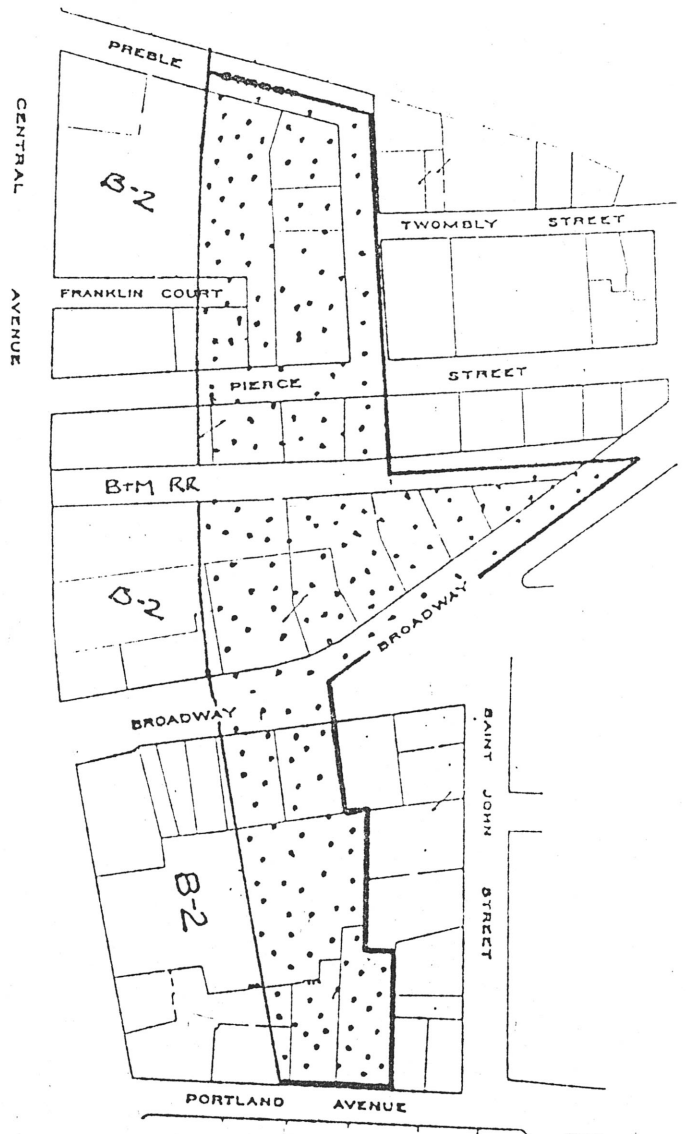 PREBLE
CENTRAL AVENUE
B-2
TWOMBLY STREET
FRANKLIN COURT
PIERCE STREET
B+M RR
B-2
BROADWAY
BROADWAY
SAINT JOHN STREET
B-2
PORTLAND AVENUE